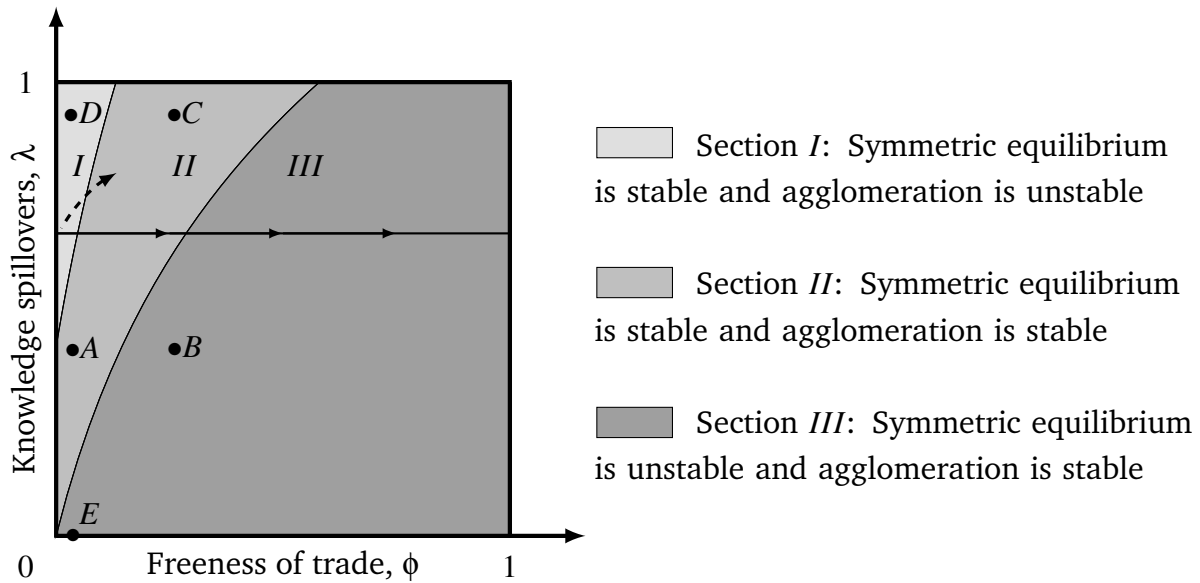 1
D
C
I
II
III
A
B
E
0
1
Knowledge spillovers, λ
Freeness of trade, ϕ
Section I: Symmetric equilibrium
is stable and agglomeration is unstable
Section II: Symmetric equilibrium
is stable and agglomeration is stable
Section III: Symmetric equilibrium
is unstable and agglomeration is stable